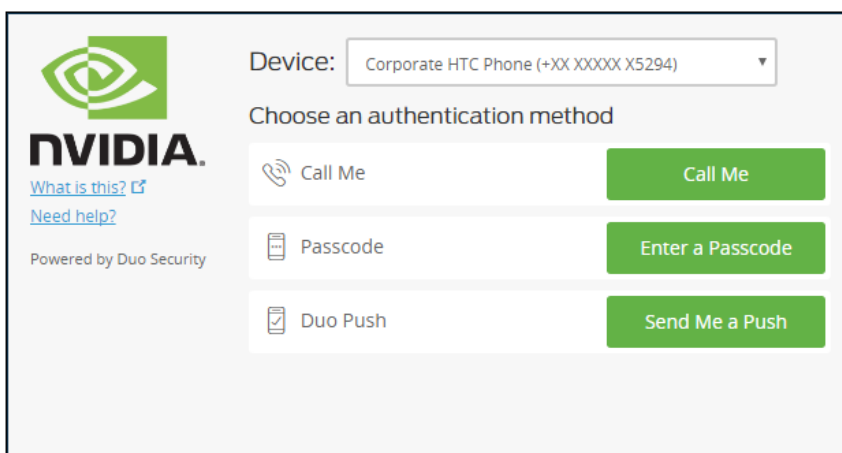 nVIDIA.
What is this?
Need help?
Powered by Duo Security
Device: Corporate HTC Phone (+XX XXXXX X5294)
Choose an authentication method
Call Me Call Me
Passcode Enter a Passcode
Duo Push Send Me a Push